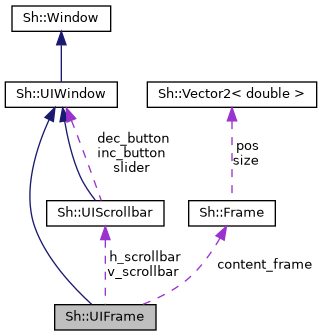 Sh::Window
Sh::UIWindow
Sh::Vector2< double >
dec_button
inc_button
slider
pos
size
Sh::UIScrollbar
Sh::Frame
h_scrollbar
v_scrollbar
content_frame
Sh::UIFrame